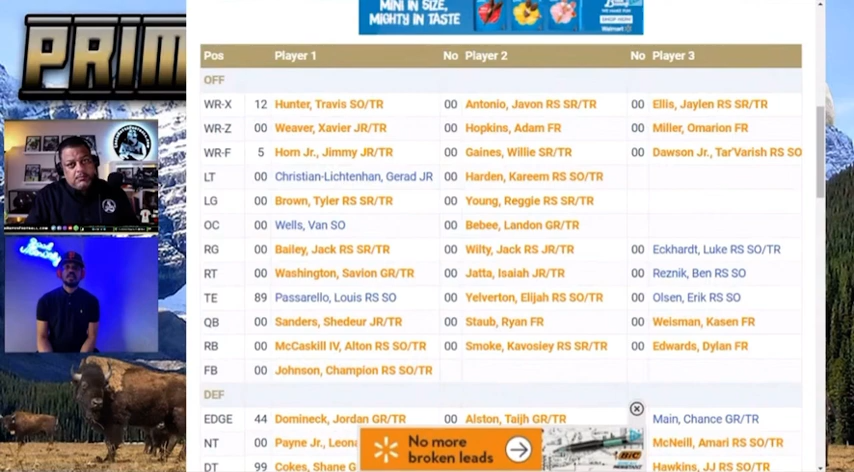 MINI IN SIZE,
MIGHTY IN TASTE
SHOP NOW
Walmart
PRIM
Pos Player 1 No Player 2 No Player 3
OFF
WR-X 12 Hunter, Travis SO/TR 00 Antonio, Javon RS SR/TR 00 Ellis, Jaylen RS SR/TR
WR-Z 00 Weaver, Xavier JR/TR 00 Hopkins, Adam FR 00 Miller, Omarion FR
WR-F 5 Horn Jr., Jimmy JR/TR 00 Gaines, Willie SR/TR 00 Dawson Jr., Tar'Varish RS SO
LT 00 Christian-Lichtenhan, Gerad JR 00 Harden, Kareem RS SO/TR
LG 00 Brown, Tyler RS SR/TR 00 Young, Reggie RS SR/TR
OC 00 Wells, Van SO 00 Bebee, Landon GR/TR
RG 00 Bailey, Jack RS SR/TR 00 Wilty, Jack RS JR/TR 00 Eckhardt, Luke RS SO/TR
RT 00 Washington, Savion GR/TR 00 Jatta, Isaiah JR/TR 00 Reznik, Ben RS SO
TE 89 Passarello, Louis RS SO 00 Yelverton, Elijah RS SO/TR 00 Olsen, Erik RS SO
QB 00 Sanders, Shedeur JR/TR 00 Staub, Ryan FR 00 Weisman, Kasen FR
RB 00 McCaskill IV, Alton RS SO/TR 00 Smoke, Kavosiey RS SR/TR 00 Edwards, Dylan FR
FB 00 Johnson, Champion RS SO/TR
DEF
EDGE 44 Domineck, Jordan GR/TR 00 Alston, Taijh GR/TR Main, Chance GR/TR
NT 00 Payne Jr., Leona McNeill, Amari RS SO/TR
DT 99 Cokes, Shane G Hawkins, JJ RS SO/TR
No more
broken leads
BIC